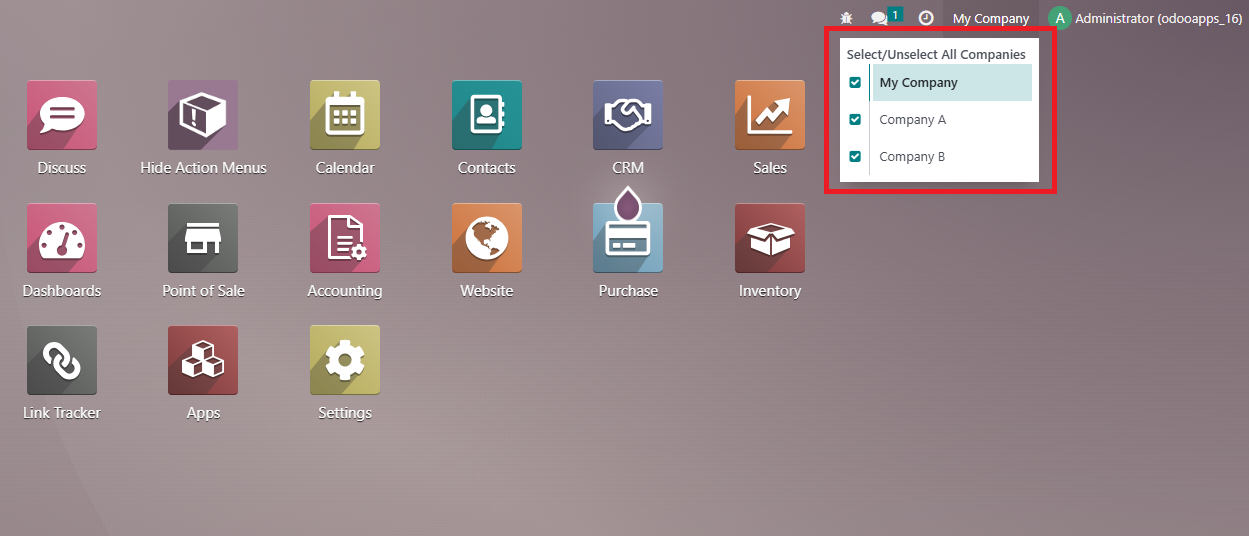 1
My Company
A
Administrator (odooapps_16)
Select/Unselect All Companies
My Company
Company A
Company B
Discuss
Hide Action Menus
Calendar
Contacts
CRM
Sales
Dashboards
Point of Sale
Accounting
Website
Purchase
Inventory
Link Tracker
Apps
Settings